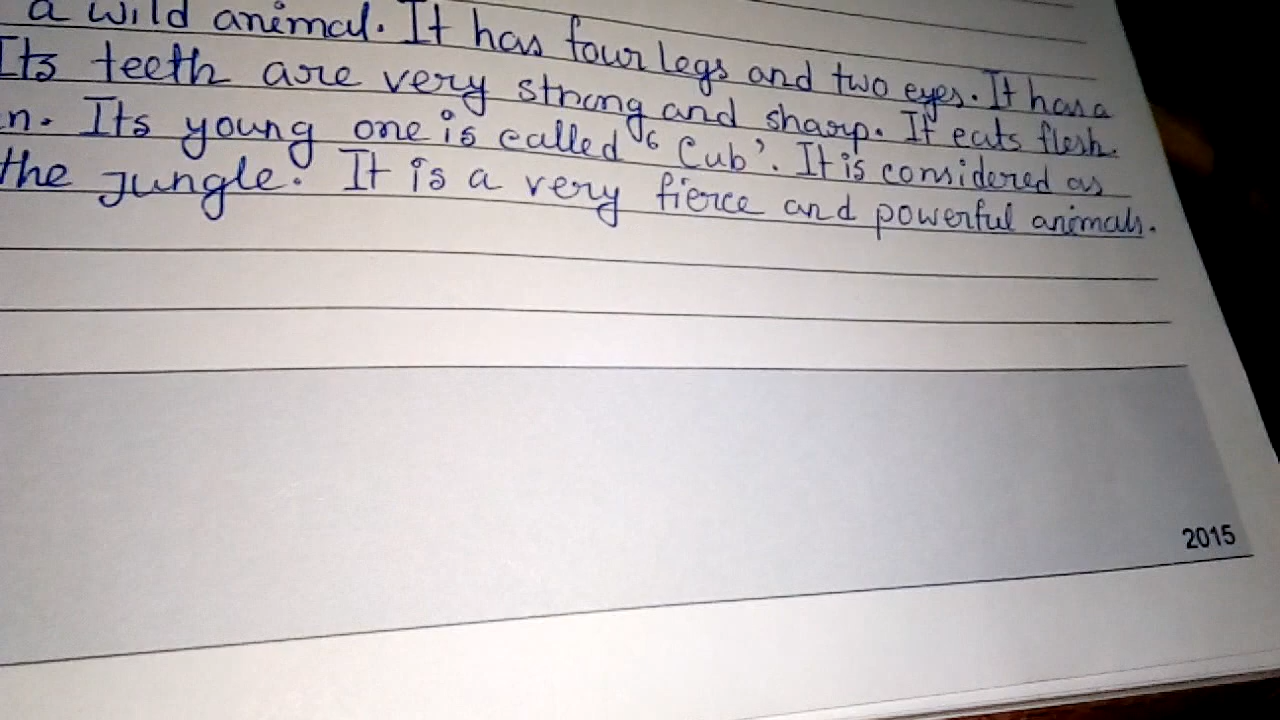 a wild animal. It has four legs and two eyes. It has a
Its teeth are very strong and sharp. It eats flesh.
n. Its young one is called 'Cub'. It is considered as
the jungle. It is a very fierce and powerful animals.
2015